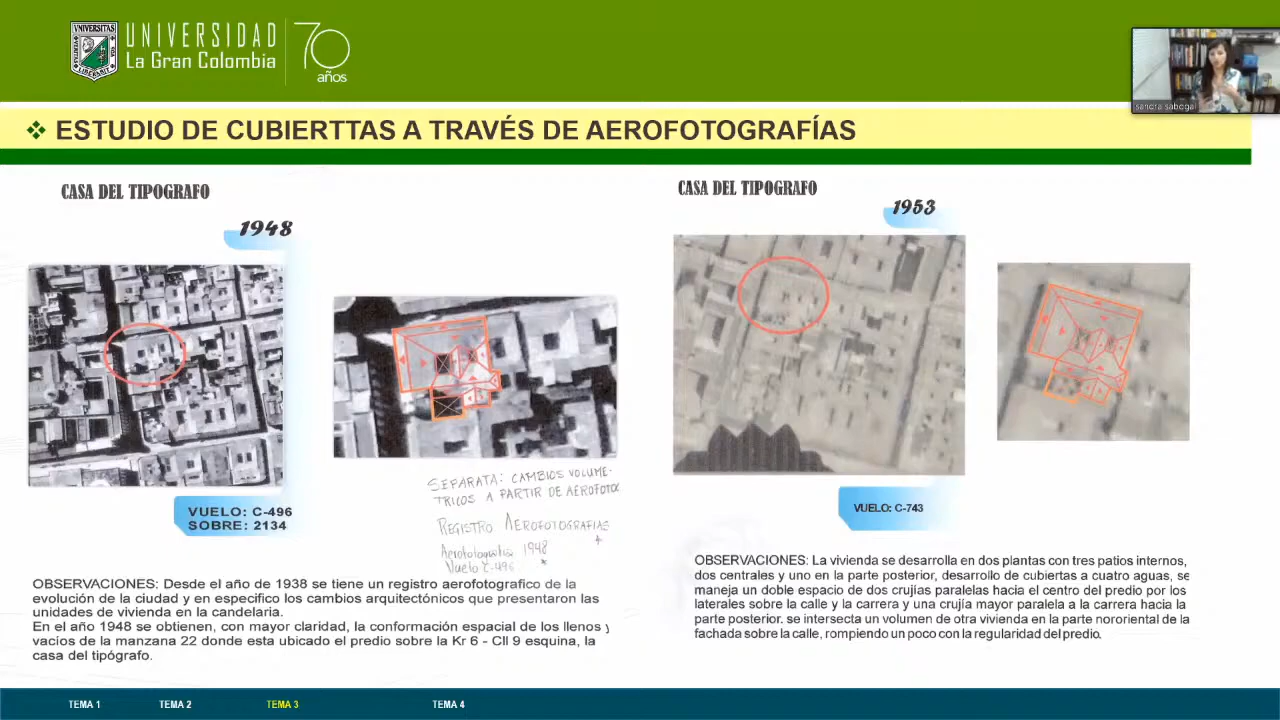 UNIVERSITAS
VERITAS
LIBERABIT
UNIVERSIDAD
La Gran Colombia
70
años
sandra sabogal
❖ ESTUDIO DE CUBIERTTAS A TRAVÉS DE AEROFOTOGRAFÍAS
CASA DEL TIPOGRAFO
1948
VUELO: C-496
SOBRE: 2134
SEPARATA: CAMBIOS VOLUME-
TRICOS A PARTIR DE AEROFOTOG
REGISTRO AEROFOTOGRAFIAS
1948
Vuelo C-496
OBSERVACIONES: Desde el año de 1938 se tiene un registro aerofotografico de la
evolución de la ciudad y en especifico los cambios arquitectónicos que presentaron las
unidades de vivienda en la candelaria.
En el año 1948 se obtienen, con mayor claridad, la conformación espacial de los llenos y
vacíos de la manzana 22 donde esta ubicado el predio sobre la Kr 6 - Cll 9 esquina, la
casa del tipógrafo.
CASA DEL TIPOGRAFO
1953
VUELO: C-743
OBSERVACIONES: La vivienda se desarrolla en dos plantas con tres patios internos,
dos centrales y uno en la parte posterior, desarrollo de cubiertas a cuatro aguas, se
maneja un doble espacio de dos crujías paralelas hacia el centro del predio por los
laterales sobre la calle y la carrera y una crujía mayor paralela a la carrera hacia la
parte posterior. se intersecta un volumen de otra vivienda en la parte nororiental de la
fachada sobre la calle, rompiendo un poco con la regularidad del predio.
TEMA 1 TEMA 2 TEMA 3 TEMA 4